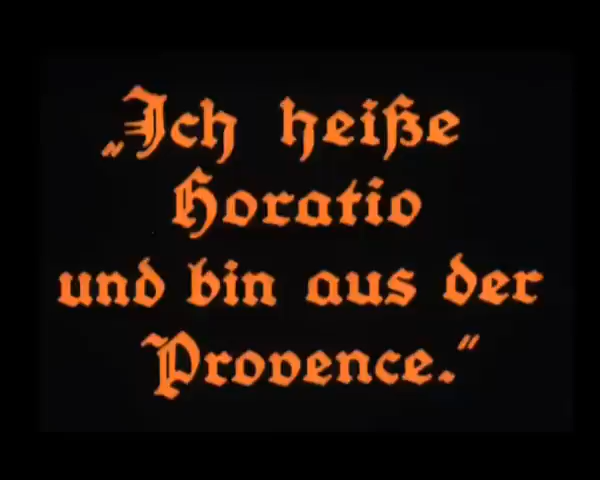 „Ich heiße
Horatio
und bin aus der
Provence.“